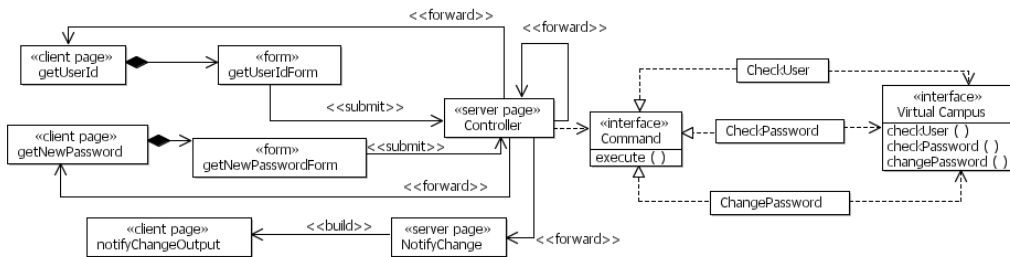 <<forward>>
<<forward>>
«client page»
getUserId
«form»
getUserIdForm
<<submit>>
«server page»
Controller
«client page»
getNewPassword
«form»
getNewPasswordForm
<<submit>>
<<forward>>
«client page»
notifyChangeOutput
<<build>>
«server page»
NotifyChange
<<forward>>
«interface»
Command
execute ( )
CheckUser
CheckPassword
ChangePassword
«interface»
Virtual Campus
checkUser ( )
checkPassword ( )
changePassword ( )